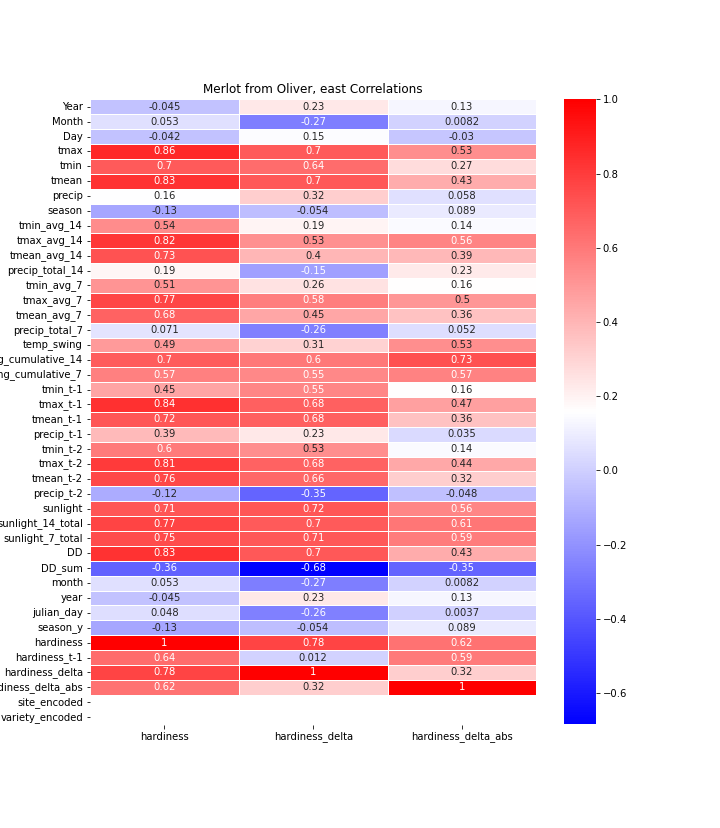 Merlot from Oliver, east Correlations
Year -0.045 0.23 0.13
Month 0.053 -0.27 0.0082
Day -0.042 0.15 -0.03
tmax 0.86 0.7 0.53
tmin 0.7 0.64 0.27
tmean 0.83 0.7 0.43
precip 0.16 0.32 0.058
season -0.13 -0.054 0.089
tmin_avg_14 0.54 0.19 0.14
tmax_avg_14 0.82 0.53 0.56
tmean_avg_14 0.73 0.4 0.39
precip_total_14 0.19 -0.15 0.23
tmin_avg_7 0.51 0.26 0.16
tmax_avg_7 0.77 0.58 0.5
tmean_avg_7 0.68 0.45 0.36
precip_total_7 0.071 -0.26 0.052
temp_swing 0.49 0.31 0.53
g_cumulative_14 0.7 0.6 0.73
ng_cumulative_7 0.57 0.55 0.57
tmin_t-1 0.45 0.55 0.16
tmax_t-1 0.84 0.68 0.47
tmean_t-1 0.72 0.68 0.36
precip_t-1 0.39 0.23 0.035
tmin_t-2 0.6 0.53 0.14
tmax_t-2 0.81 0.68 0.44
tmean_t-2 0.76 0.66 0.32
precip_t-2 -0.12 -0.35 -0.048
sunlight 0.71 0.72 0.56
sunlight_14_total 0.77 0.7 0.61
sunlight_7_total 0.75 0.71 0.59
DD 0.83 0.7 0.43
DD_sum -0.36 -0.68 -0.35
month 0.053 -0.27 0.0082
year -0.045 0.23 0.13
julian_day 0.048 -0.26 0.0037
season_y -0.13 -0.054 0.089
hardiness 1 0.78 0.62
hardiness_t-1 0.64 0.012 0.59
hardiness_delta 0.78 1 0.32
diness_delta_abs 0.62 0.32 1
site_encoded
variety_encoded
hardiness hardiness_delta hardiness_delta_abs
1.0
0.8
0.6
0.4
0.2
0.0
−0.2
−0.4
−0.6